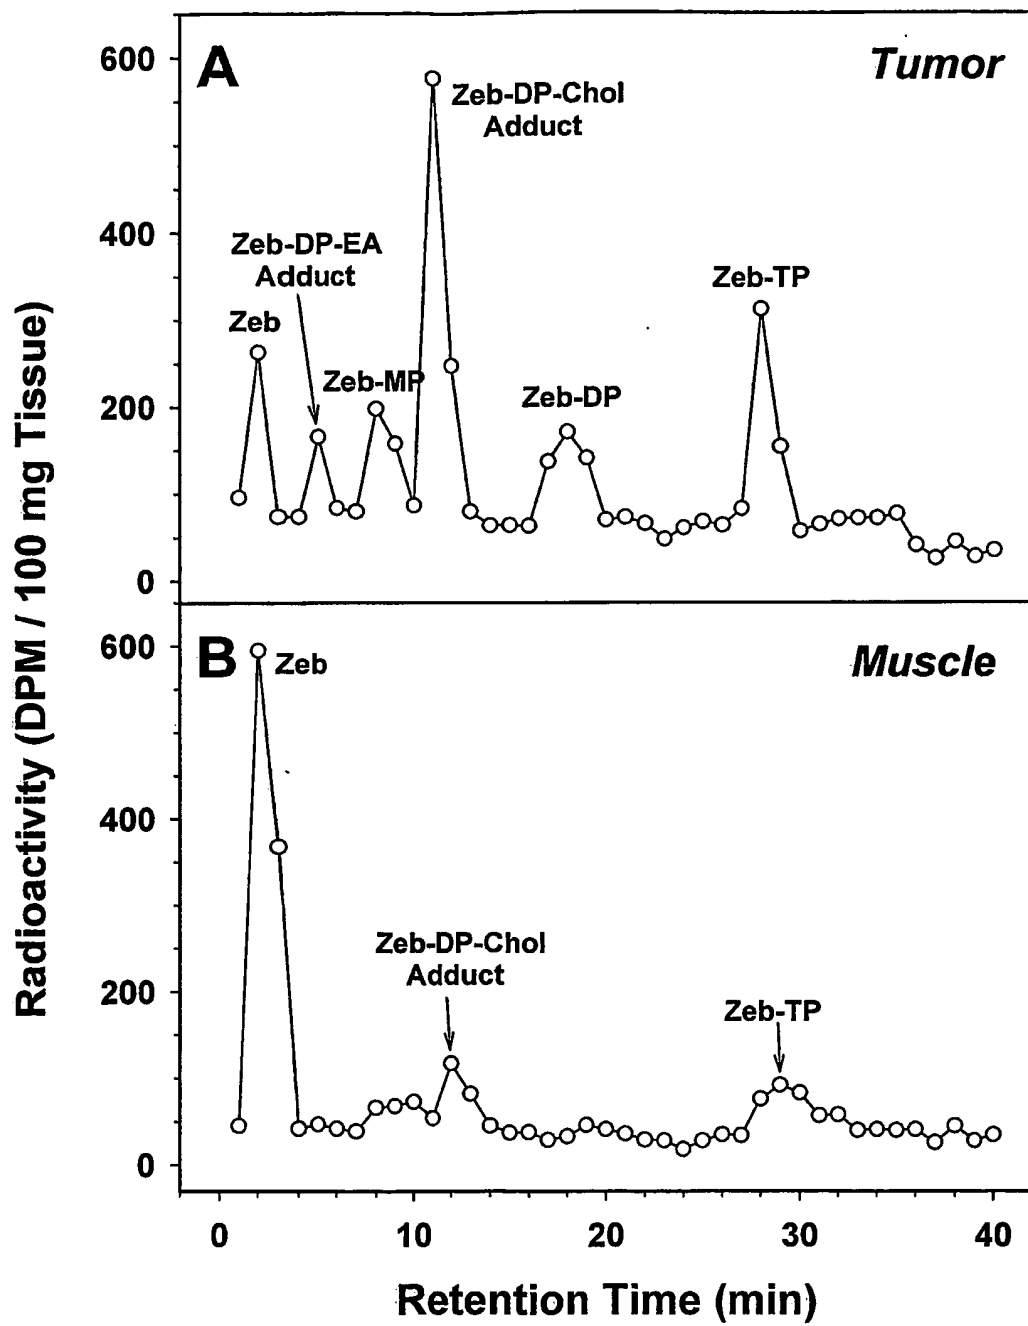 A
Tumor
600
Zeb-DP-Chol
Adduct
400
Zeb-DP-EA
Adduct
Zeb
Zeb-TP
Zeb-MP
Zeb-DP
200
0
B
Muscle
600
Zeb
400
Zeb-DP-Chol
Adduct
200
Zeb-TP
0
0 10 20 30 40
Retention Time (min)
Radioactivity (DPM / 100 mg Tissue)